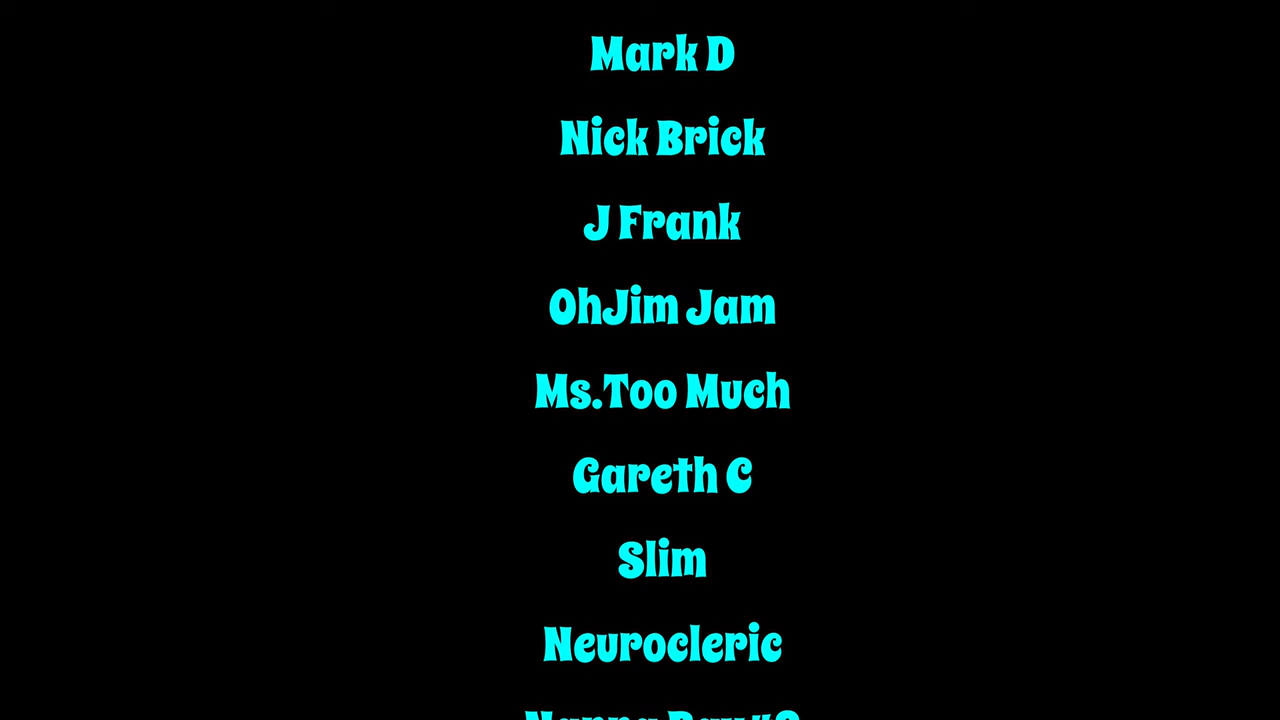 Mark D
Nick Brick
J Frank
OhJim Jam
Ms.Too Much
Gareth C
Slim
Neurocleric